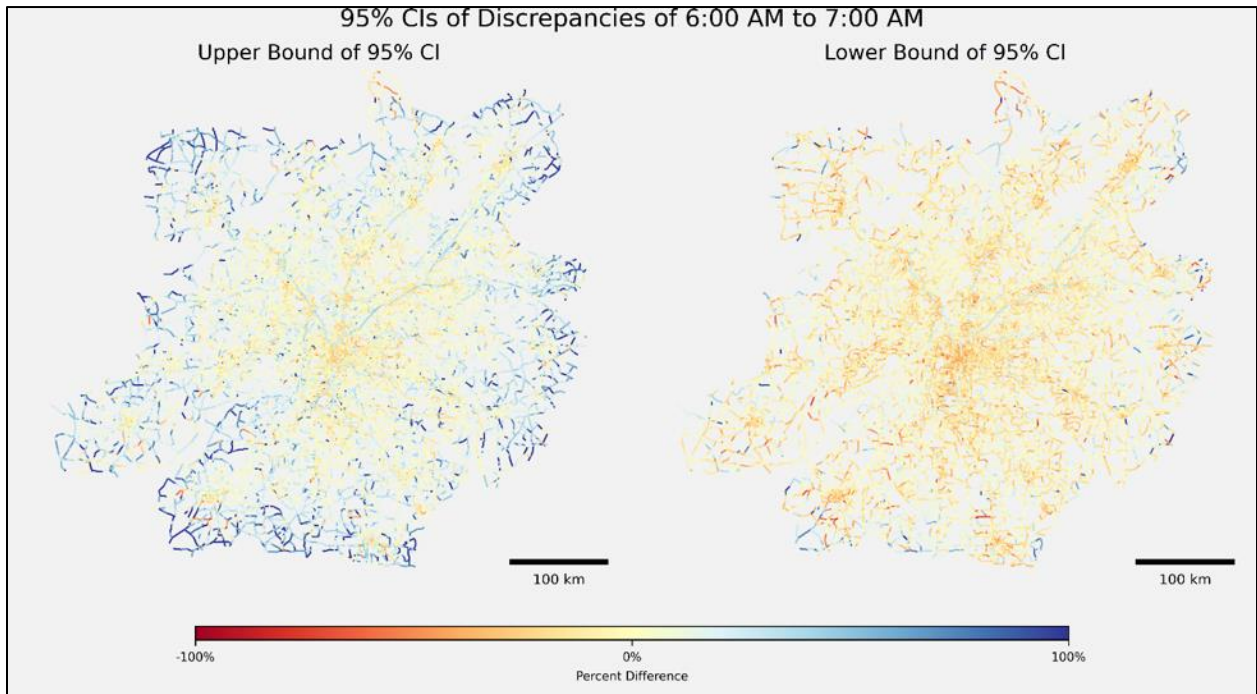 95% CIs of Discrepancies of 6:00 AM to 7:00 AM
Upper Bound of 95% CI
Lower Bound of 95% CI
100 km
100 km
-100%
0%
100%
Percent Difference